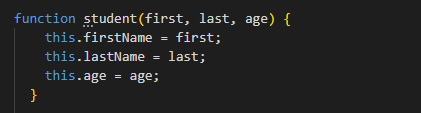 function student(first, last, age) {
    this.firstName = first;
    this.lastName = last;
    this.age = age;
  }